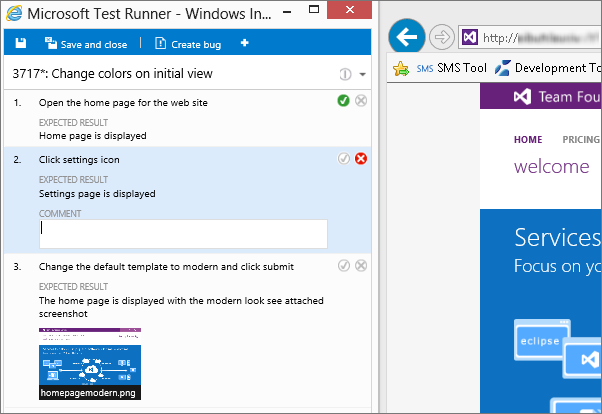 Microsoft Test Runner - Windows In...
Save and close
Create bug
3717*: Change colors on initial view
1. Open the home page for the web site
EXPECTED RESULT
Home page is displayed
2. Click settings icon
EXPECTED RESULT
Settings page is displayed
COMMENT
3. Change the default template to modern and click submit
EXPECTED RESULT
The home page is displayed with the modern look see attached
screenshot
homepagemodern.png
http://
SMS SMS Tool
Development To
Team Fou
HOME PRICING
welcome
Services
Focus on yo
eclipse